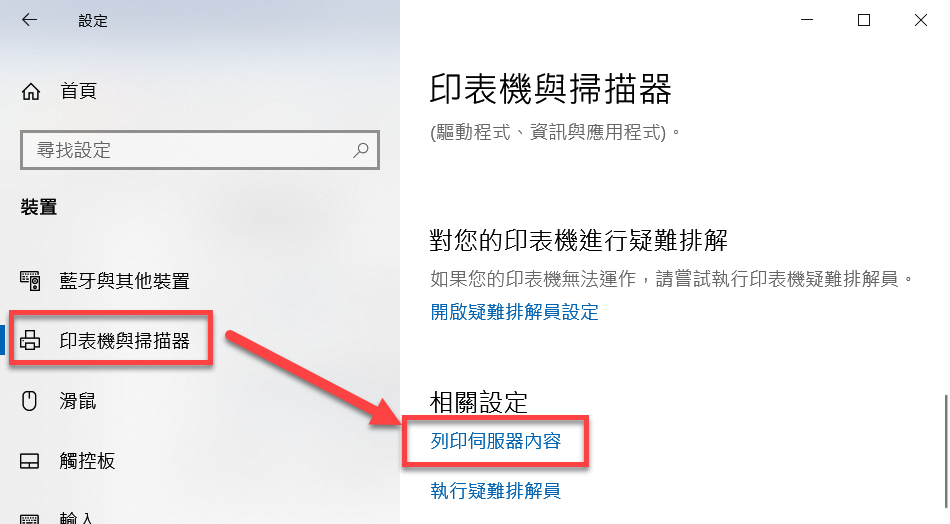 設定
首頁
尋找設定
裝置
藍牙與其他裝置
印表機與掃描器
滑鼠
觸控板
輸入
印表機與掃描器
(驅動程式、資訊與應用程式)。
對您的印表機進行疑難排解
如果您的印表機無法運作，請嘗試執行印表機疑難排解員。
開啟疑難排解員設定
相關設定
列印伺服器內容
執行疑難排解員